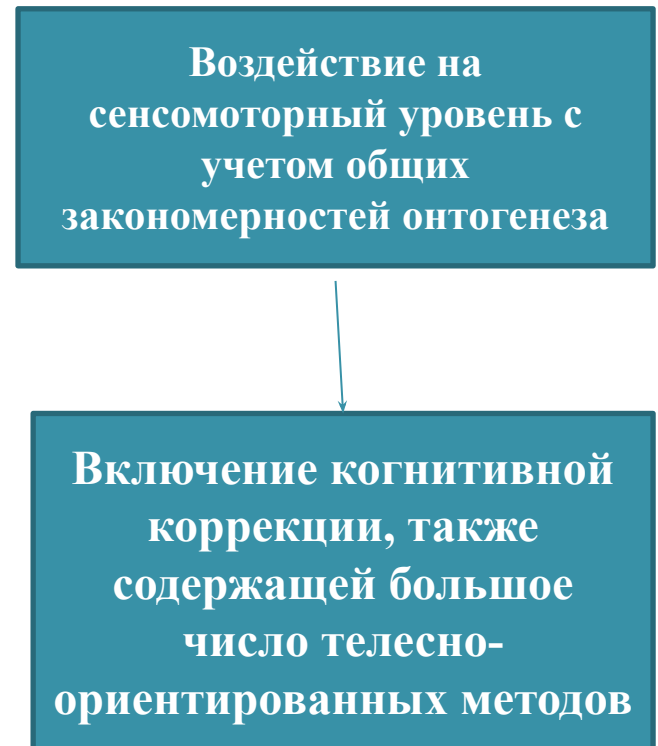 Воздействие на
сенсомоторный уровень с
учетом общих
закономерностей онтогенеза
Включение когнитивной
коррекции, также
содержащей большое
число телесно-
ориентированных методов